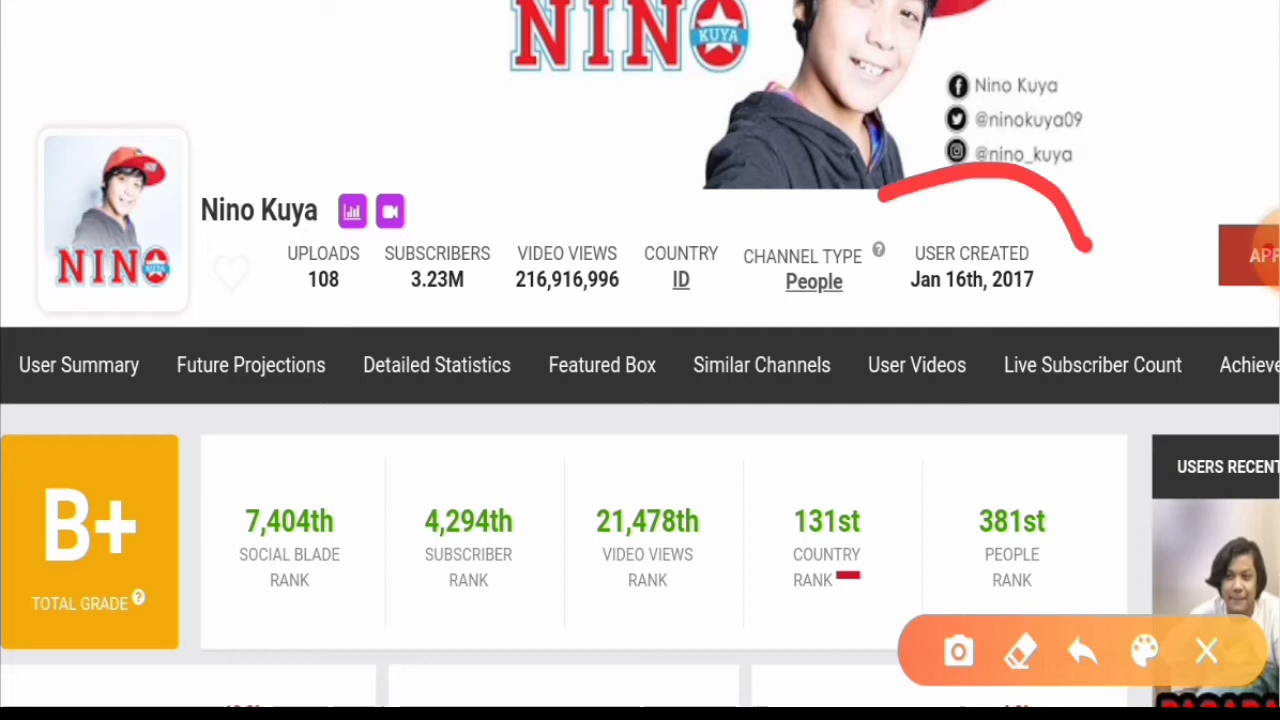 NINO
KUYA
Nino Kuya
@ninokuya09
@nino_kuya
NINO
KUYA
Nino Kuya
UPLOADS SUBSCRIBERS VIDEO VIEWS COUNTRY CHANNEL TYPE ? USER CREATED
108 3.23M 216,916,996 ID People Jan 16th, 2017
User Summary Future Projections Detailed Statistics Featured Box Similar Channels User Videos Live Subscriber Count
B+
TOTAL GRADE ?
7,404th 4,294th 21,478th 131st 381st
SOCIAL BLADE SUBSCRIBER VIDEO VIEWS COUNTRY PEOPLE
RANK RANK RANK RANK RANK
USERS